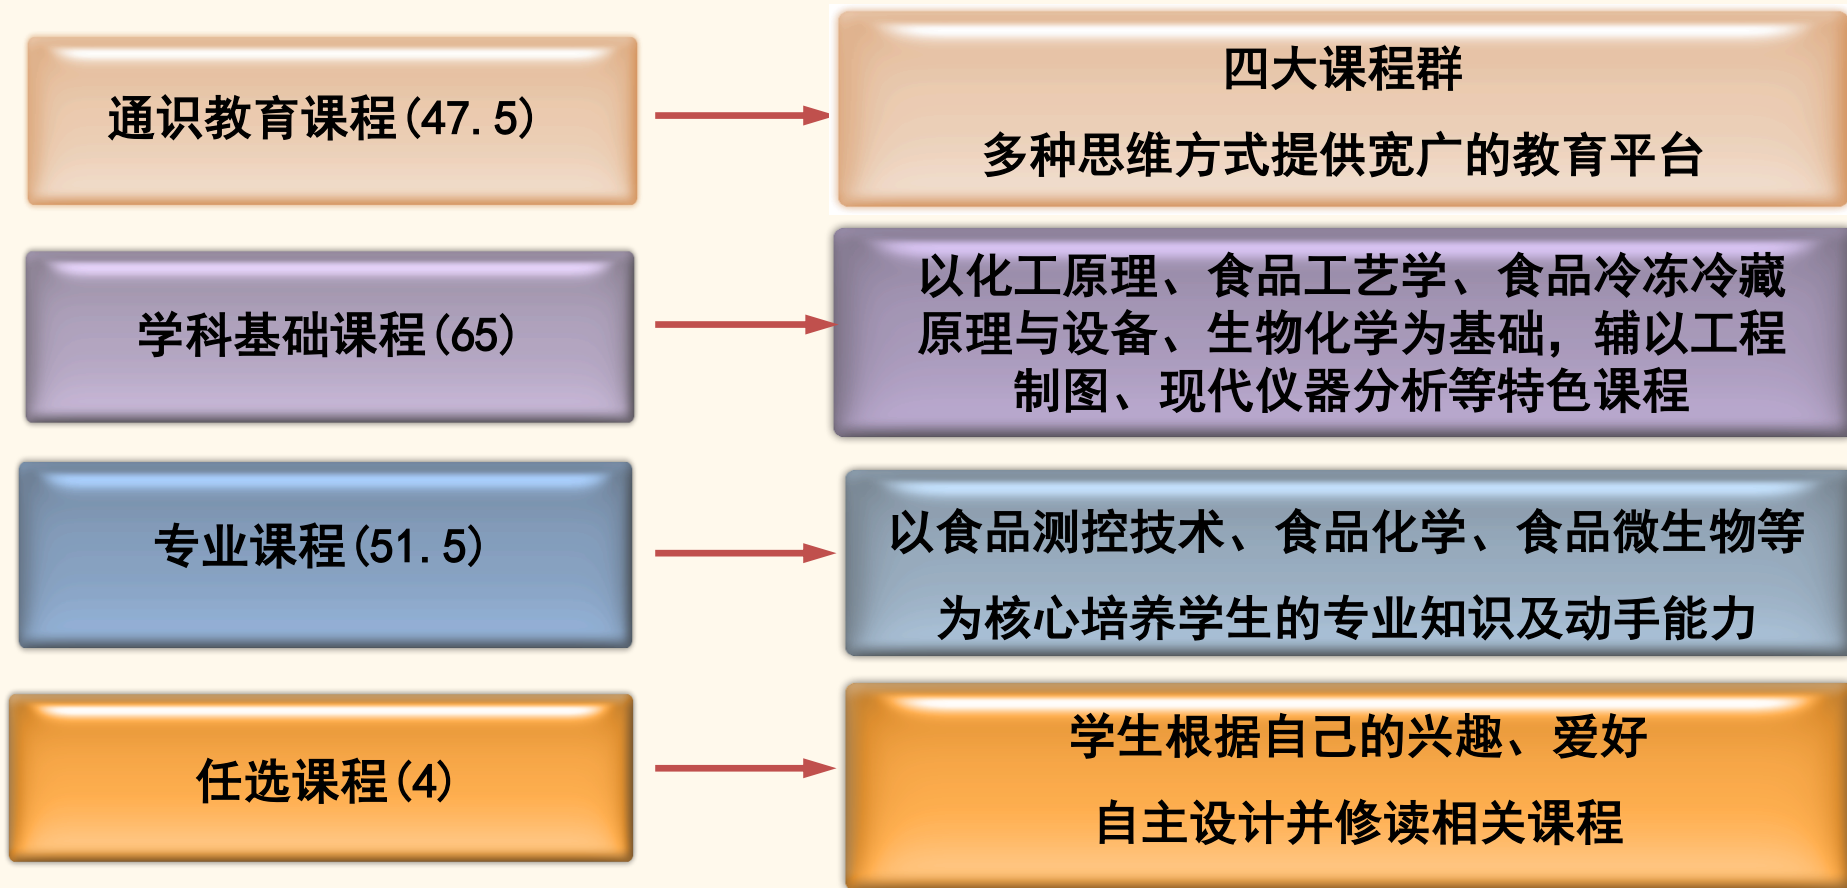 通识教育课程(47.5)
四大课程群
多种思维方式提供宽广的教育平台
学科基础课程(65)
以化工原理、食品工艺学、食品冷冻冷藏
原理与设备、生物化学为基础，辅以工程
制图、现代仪器分析等特色课程
专业课程(51.5)
以食品测控技术、食品化学、食品微生物等
为核心培养学生的专业知识及动手能力
任选课程(4)
学生根据自己的兴趣、爱好
自主设计并修读相关课程